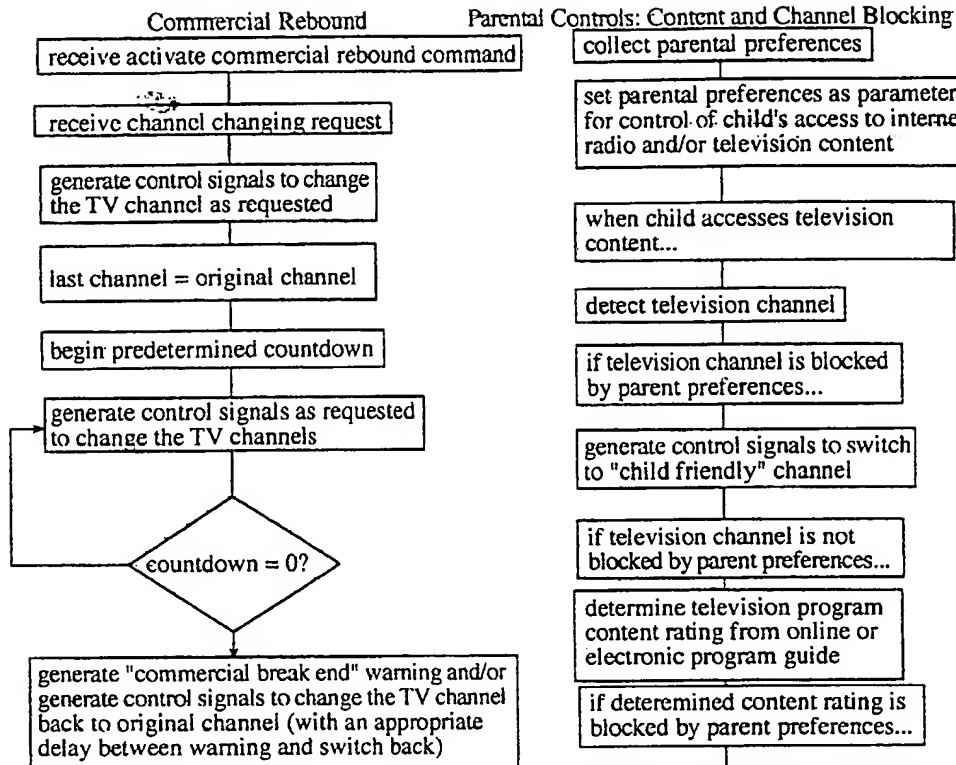 Commercial Rebound
receive activate commercial rebound command
receive channel changing request
generate control signals to change
the TV channel as requested
last channel = original channel
begin predetermined countdown
generate control signals as requested
to change the TV channels
countdown = 0?
generate "commercial break end" warning and/or
generate control signals to change the TV channel
back to original channel (with an appropriate
delay between warning and switch back)
Parental Controls: Content and Channel Blocking
collect parental preferences
set parental preferences as parameter
for control of child's access to interne
radio and/or television content
when child accesses television
content...
detect television channel
if television channel is blocked
by parent preferences...
generate control signals to switch
to "child friendly" channel
if television channel is not
blocked by parent preferences...
determine television program
content rating from online or
electronic program guide
if deteremined content rating is
blocked by parent preferences...